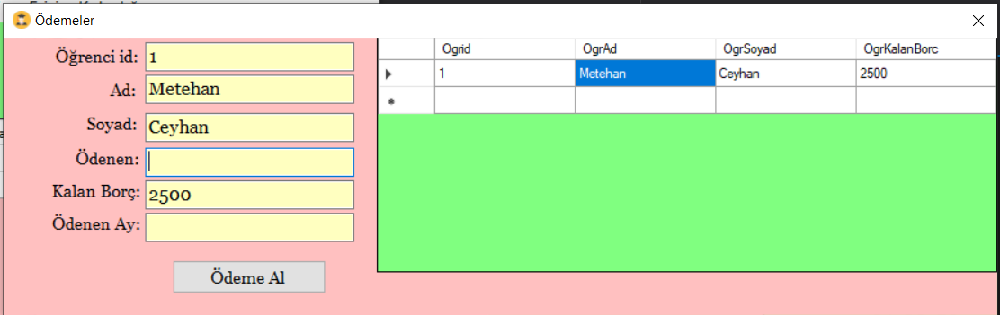 Ödemeler
Öğrenci id: 1
Ad: Metehan
Soyad: Ceyhan
Ödenen:
Kalan Borç: 2500
Ödenen Ay:
Ödeme Al
Ogrid OgrAd OgrSoyad OgrKalanBorc
1 Metehan Ceyhan 2500